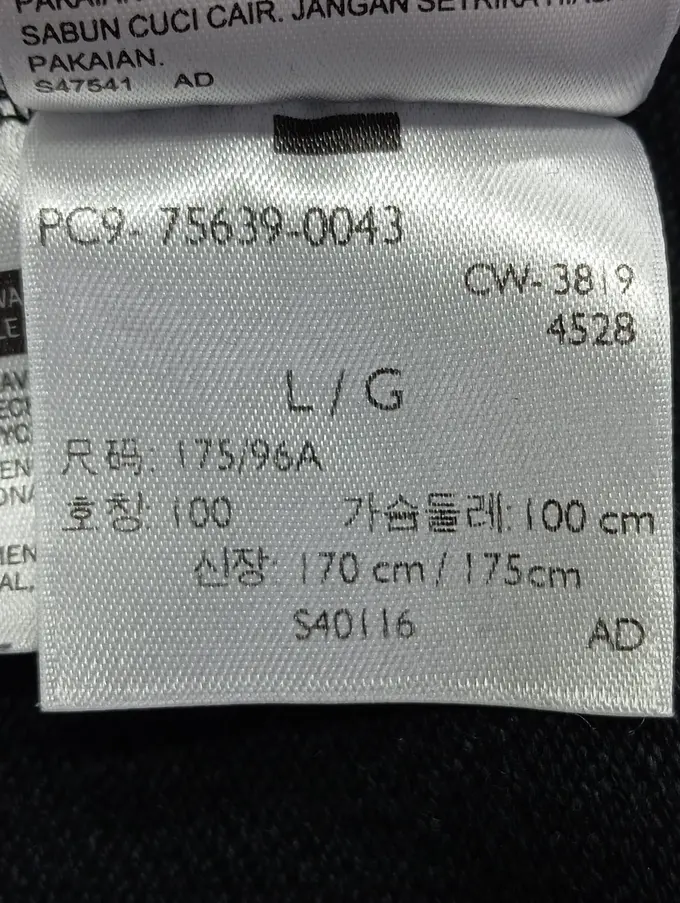 SABUN CUCI CAIR. JANGAN
PAKAIAN.
S47541 AD
PC9- 75639-0043
CW-3819
4528
L / G
尺码: 175/96A
호칭: 100 가슴둘레: 100 cm
신장: 170 cm / 175cm
S40116 AD